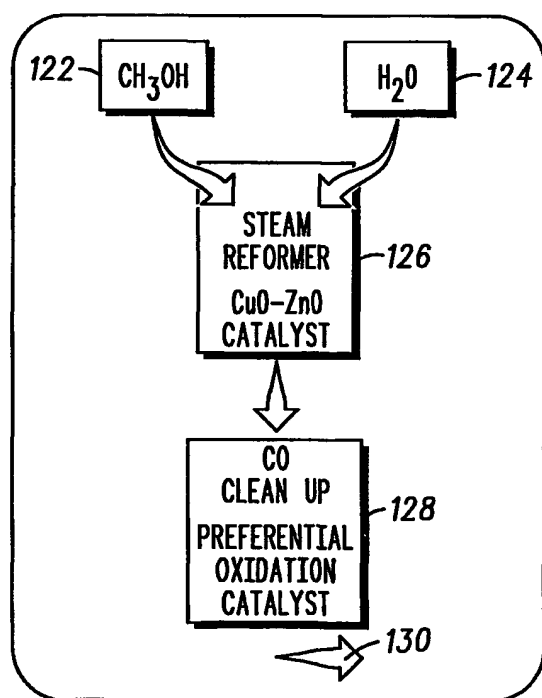 122
CH3OH
H2O
124
STEAM
REFORMER
CuO-ZnO
CATALYST
126
CO
CLEAN UP
PREFERENTIAL
OXIDATION
CATALYST
128
130